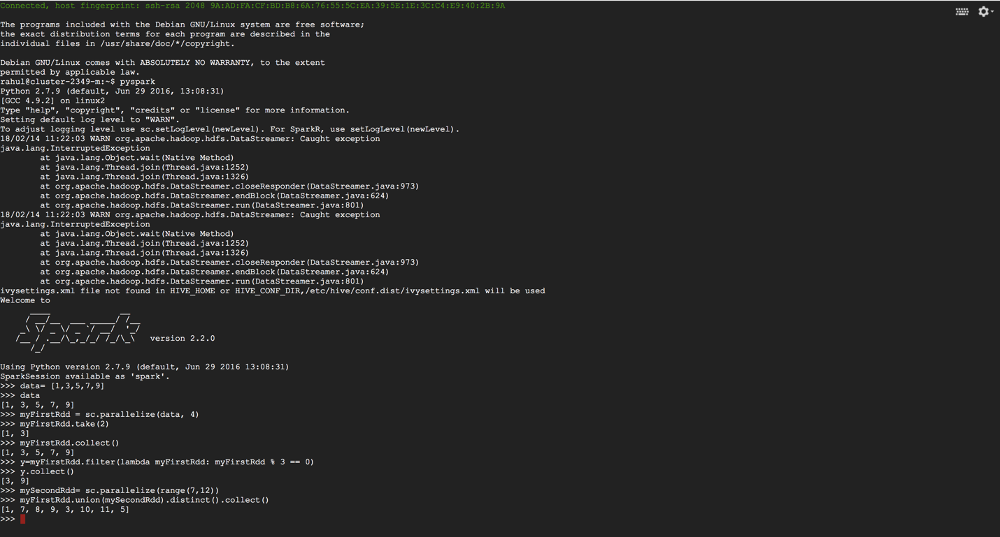 Connected, host fingerprint: ssh-rsa 2048 9A:AD:FA:CF:BD:B8:6A:76:55:5C:EA:39:5E:1E:3C:C4:E9:40:2B:9A
The programs included with the Debian GNU/Linux system are free software;
the exact distribution terms for each program are described in the
individual files in /usr/share/doc/*/copyright.
Debian GNU/Linux comes with ABSOLUTELY NO WARRANTY, to the extent
permitted by applicable law.
rahul@cluster-2349-m:~$ pyspark
Python 2.7.9 (default, Jun 29 2016, 13:08:31)
[GCC 4.9.2] on linux2
Type "help", "copyright", "credits" or "license" for more information.
Setting default log level to "WARN".
To adjust logging level use sc.setLogLevel(newLevel). For SparkR, use setLogLevel(newLevel).
18/02/14 11:22:03 WARN org.apache.hadoop.hdfs.DataStreamer: Caught exception
java.lang.InterruptedException
        at java.lang.Object.wait(Native Method)
        at java.lang.Thread.join(Thread.java:1252)
        at java.lang.Thread.join(Thread.java:1326)
        at org.apache.hadoop.hdfs.DataStreamer.closeResponder(DataStreamer.java:973)
        at org.apache.hadoop.hdfs.DataStreamer.endBlock(DataStreamer.java:624)
        at org.apache.hadoop.hdfs.DataStreamer.run(DataStreamer.java:801)
18/02/14 11:22:03 WARN org.apache.hadoop.hdfs.DataStreamer: Caught exception
java.lang.InterruptedException
        at java.lang.Object.wait(Native Method)
        at java.lang.Thread.join(Thread.java:1252)
        at java.lang.Thread.join(Thread.java:1326)
        at org.apache.hadoop.hdfs.DataStreamer.closeResponder(DataStreamer.java:973)
        at org.apache.hadoop.hdfs.DataStreamer.endBlock(DataStreamer.java:624)
        at org.apache.hadoop.hdfs.DataStreamer.run(DataStreamer.java:801)
ivysettings.xml file not found in HIVE_HOME or HIVE_CONF_DIR,/etc/hive/conf.dist/ivysettings.xml will be used
Welcome to
Spark version 2.2.0
Using Python version 2.7.9 (default, Jun 29 2016 13:08:31)
SparkSession available as 'spark'.
>>> data= [1,3,5,7,9]
>>> data
[1, 3, 5, 7, 9]
>>> myFirstRdd = sc.parallelize(data, 4)
>>> myFirstRdd.take(2)
[1, 3]
>>> myFirstRdd.collect()
[1, 3, 5, 7, 9]
>>> y=myFirstRdd.filter(lambda myFirstRdd: myFirstRdd % 3 == 0)
>>> y.collect()
[3, 9]
>>> mySecondRdd= sc.parallelize(range(7,12))
>>> myFirstRdd.union(mySecondRdd).distinct().collect()
[1, 7, 8, 9, 3, 10, 11, 5]
>>>